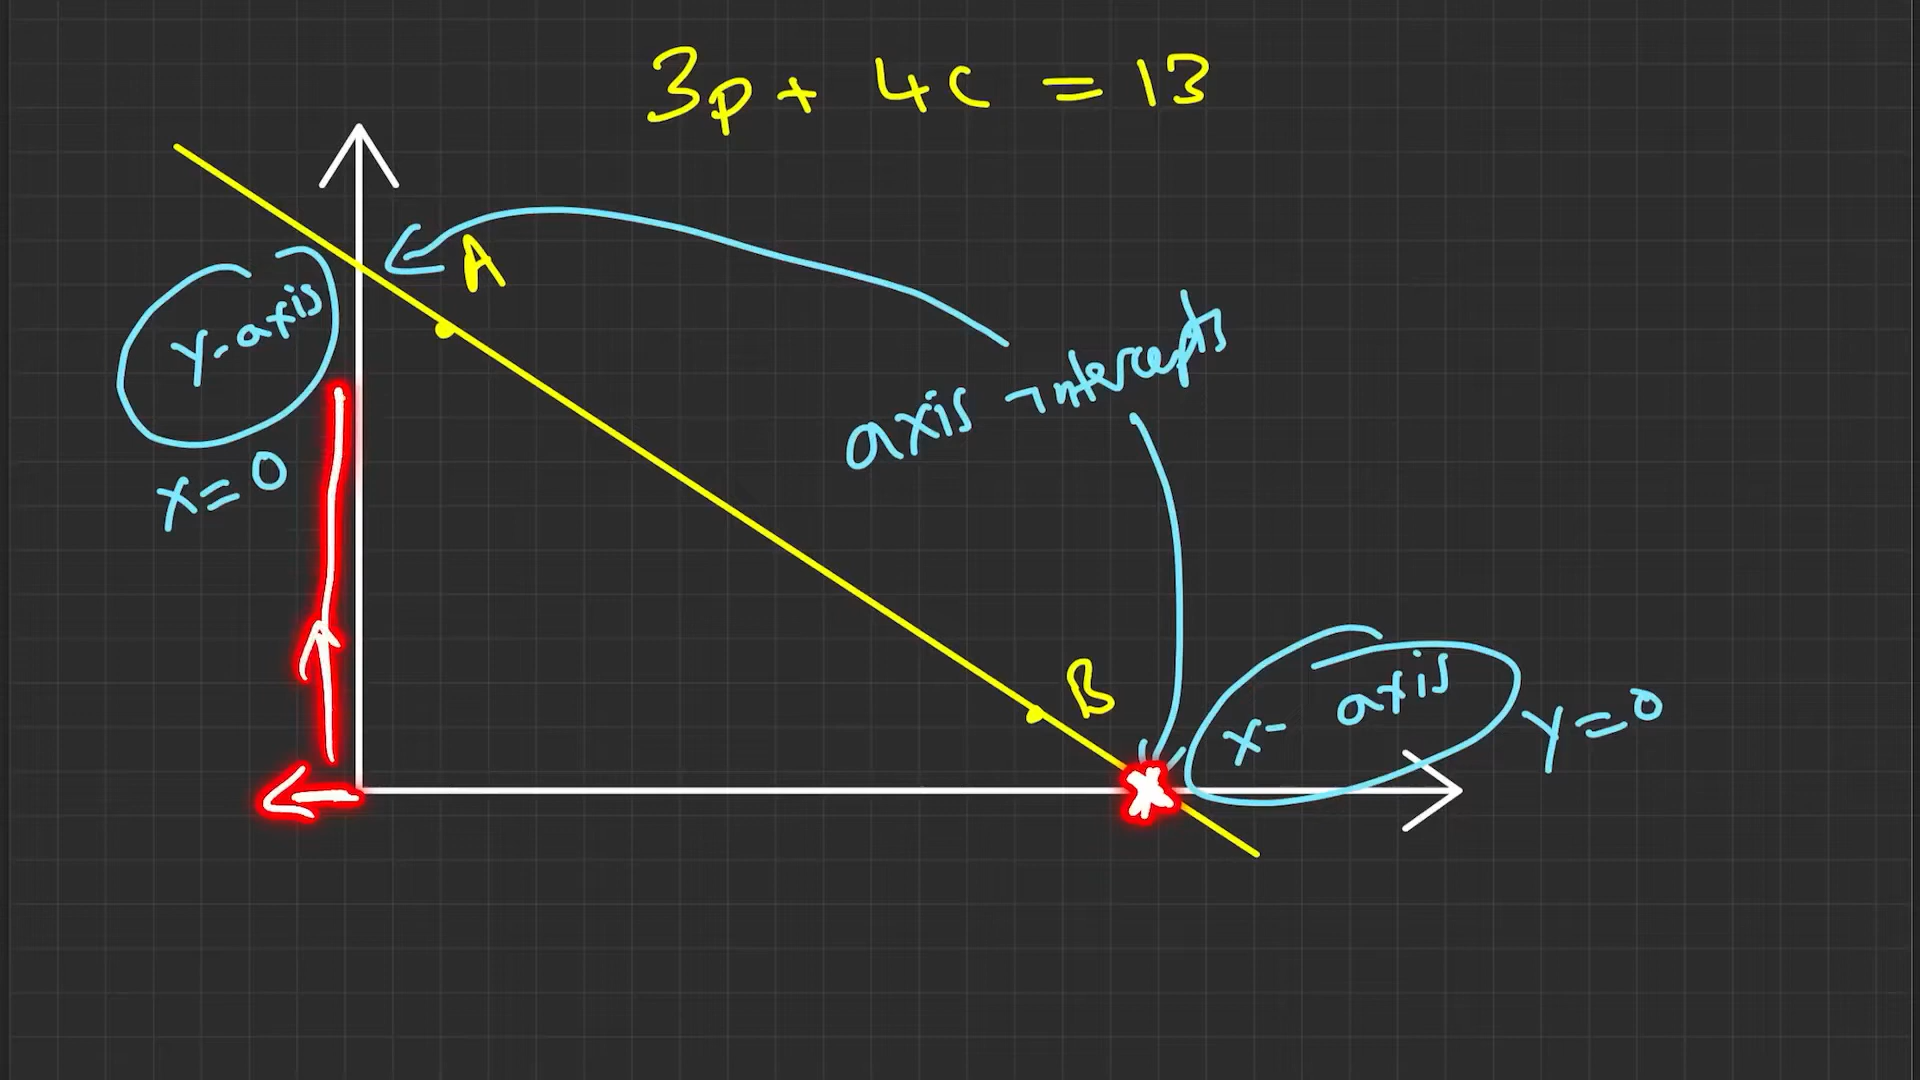 3p + 4c = 13
A
y-axis
x=0
axis-intercepts
B
x-axis
y=0